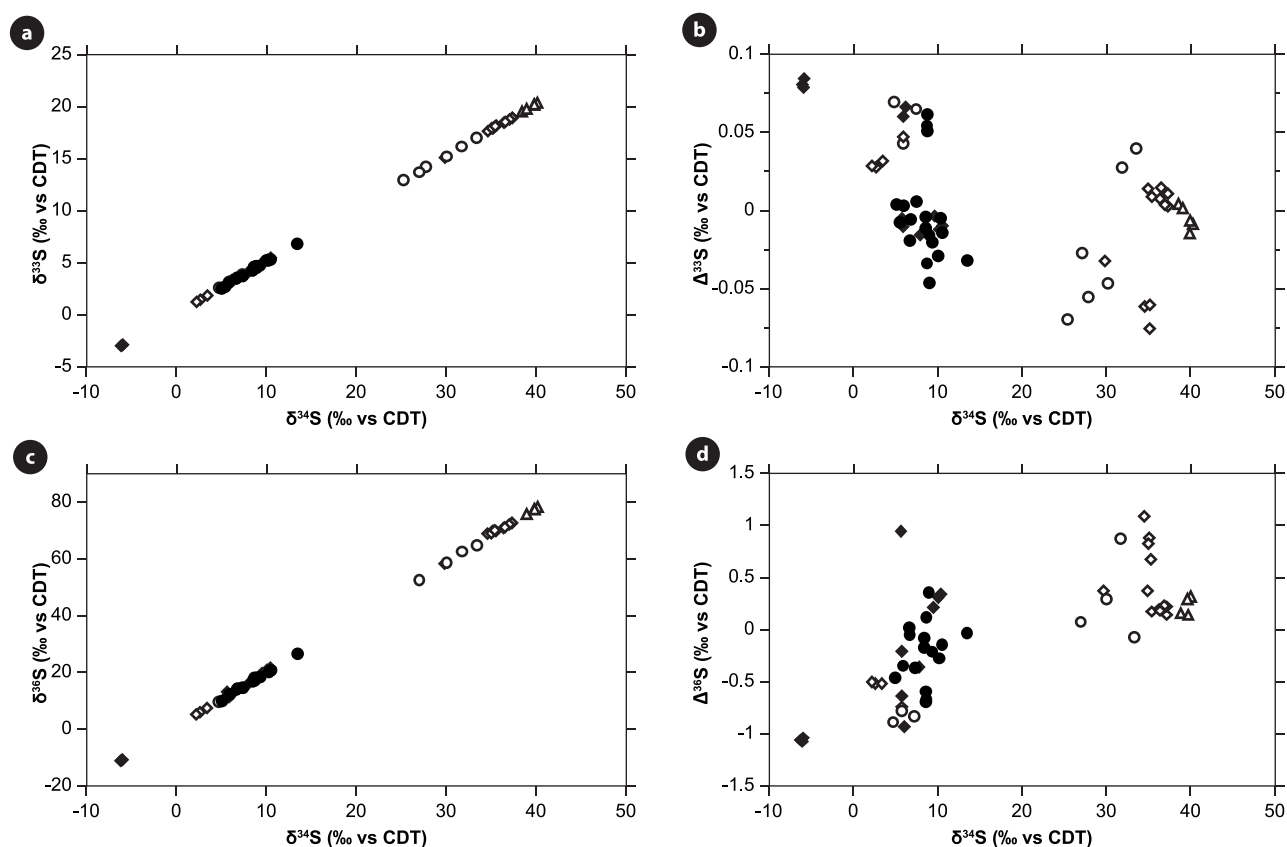 a
25
20
15
10
5
0
-5
δ³³S (‰ vs CDT)
-10 0 10 20 30 40 50
δ³⁴S (‰ vs CDT)
b
0.1
0.05
0
-0.05
-0.1
Δ³³S (‰ vs CDT)
-10 0 10 20 30 40 50
δ³⁴S (‰ vs CDT)
c
80
60
40
20
0
-20
δ³⁶S (‰ vs CDT)
-10 0 10 20 30 40 50
δ³⁴S (‰ vs CDT)
d
1.5
1
0.5
0
-0.5
-1
-1.5
Δ³⁶S (‰ vs CDT)
-10 0 10 20 30 40 50
δ³⁴S (‰ vs CDT)